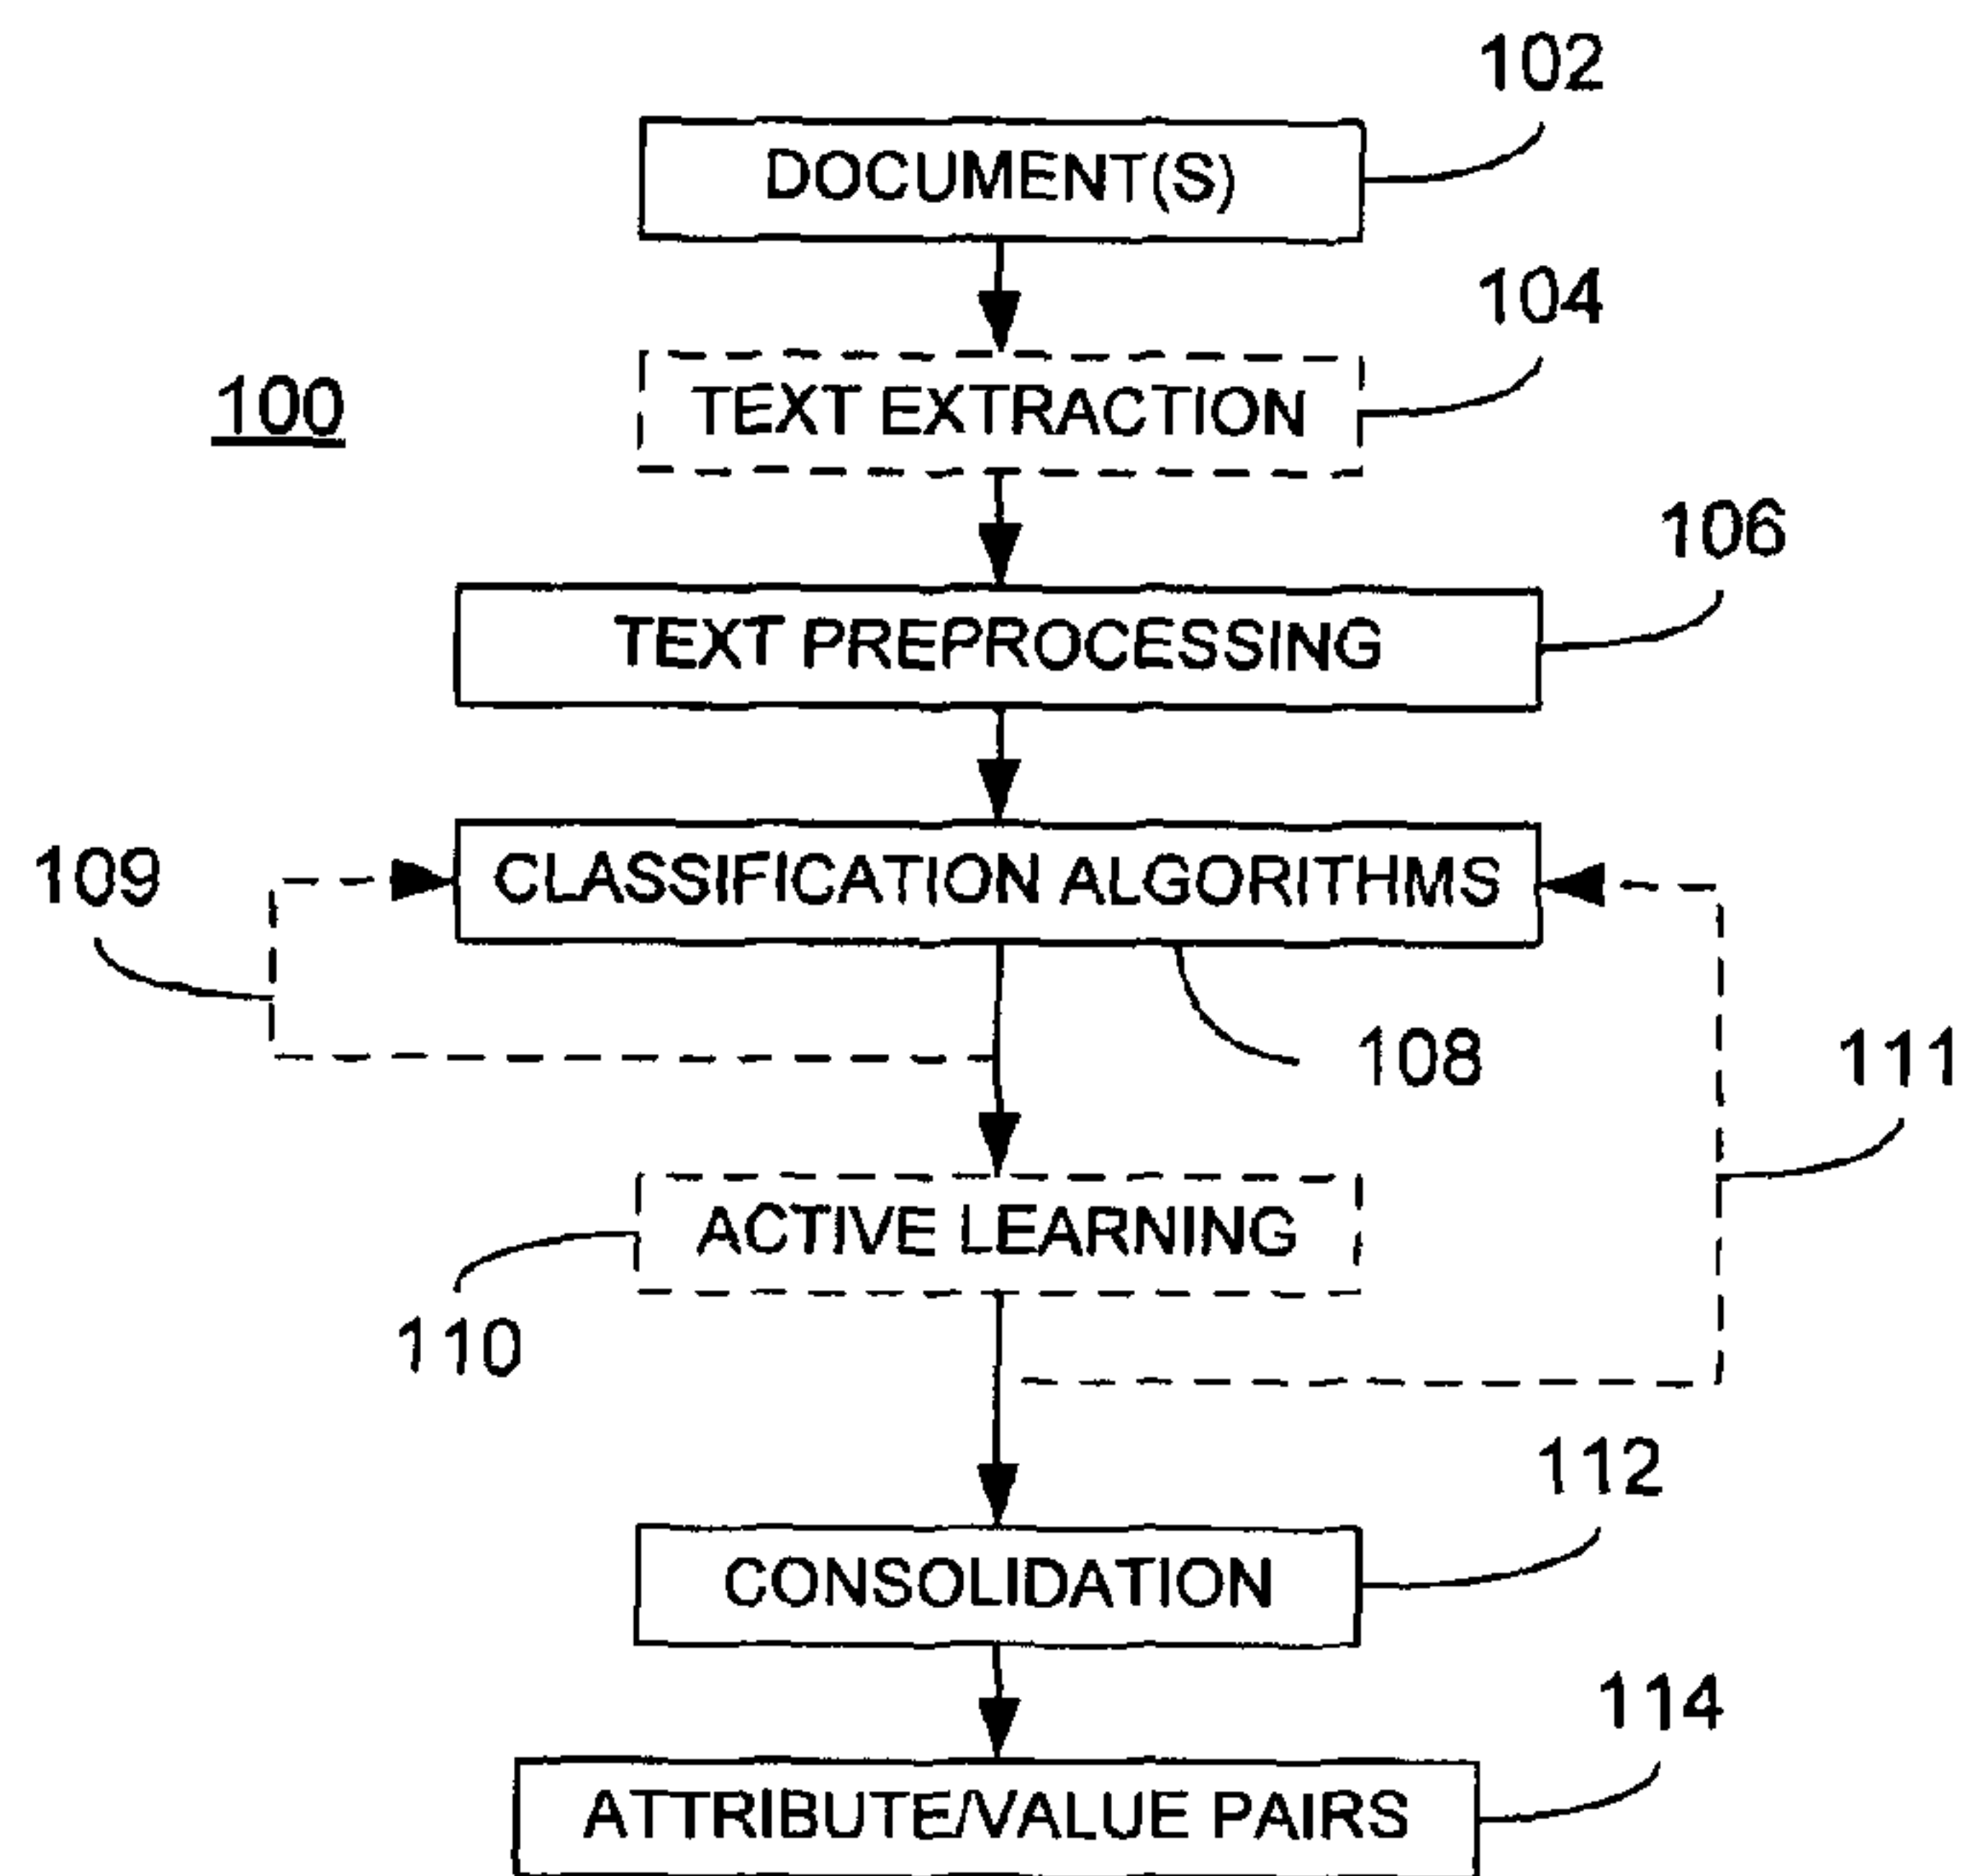 102
DOCUMENT(S)
104
100
TEXT EXTRACTION
106
TEXT PREPROCESSING
109
CLASSIFICATION ALGORITHMS
108
111
ACTIVE LEARNING
110
112
CONSOLIDATION
114
ATTRIBUTE/VALUE PAIRS